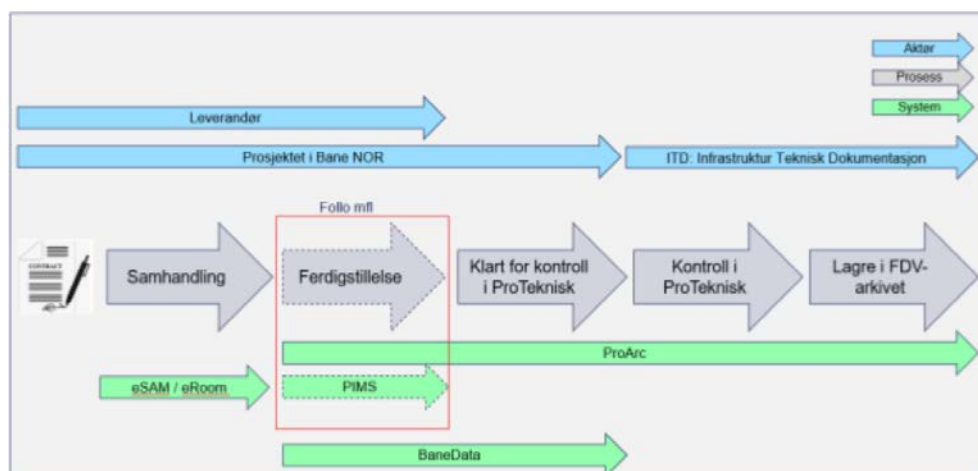 Aktør
Prosess
System
Leverandør
Prosjektet i Bane NOR
ITD: Infrastruktur Teknisk Dokumentasjon
Follo mfl
CONTRACT
Samhandling
Ferdigstillelse
Klart for kontroll
i ProTeknisk
Kontroll i
ProTeknisk
Lagre i FDV-
arkivet
ProArc
eSAM / eRoom
PIMS
BaneData